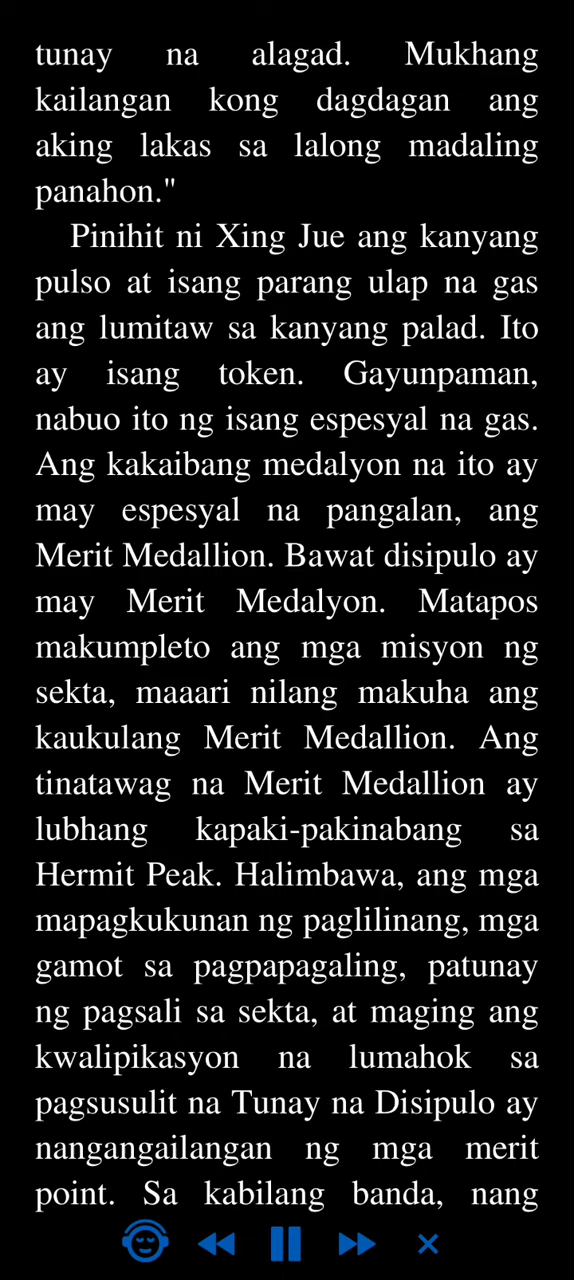 tunay na alagad. Mukhang
kailangan kong dagdagan ang
aking lakas sa lalong madaling
panahon."
Pinihit ni Xing Jue ang kanyang
pulso at isang parang ulap na gas
ang lumitaw sa kanyang palad. Ito
ay isang token. Gayunpaman,
nabuo ito ng isang espesyal na gas.
Ang kakaibang medalyon na ito ay
may espesyal na pangalan, ang
Merit Medallion. Bawat disipulo ay
may Merit Medalyon. Matapos
makumpleto ang mga misyon ng
sekta, maaari nilang makuha ang
kaukulang Merit Medallion. Ang
tinatawag na Merit Medallion ay
lubhang kapaki-pakinabang sa
Hermit Peak. Halimbawa, ang mga
mapagkukunan ng paglilinang, mga
gamot sa pagpapagaling, patunay
ng pagsali sa sekta, at maging ang
kwalipikasyon na lumahok sa
pagsusulit na Tunay na Disipulo ay
nangangailangan ng mga merit
point. Sa kabilang banda, nang